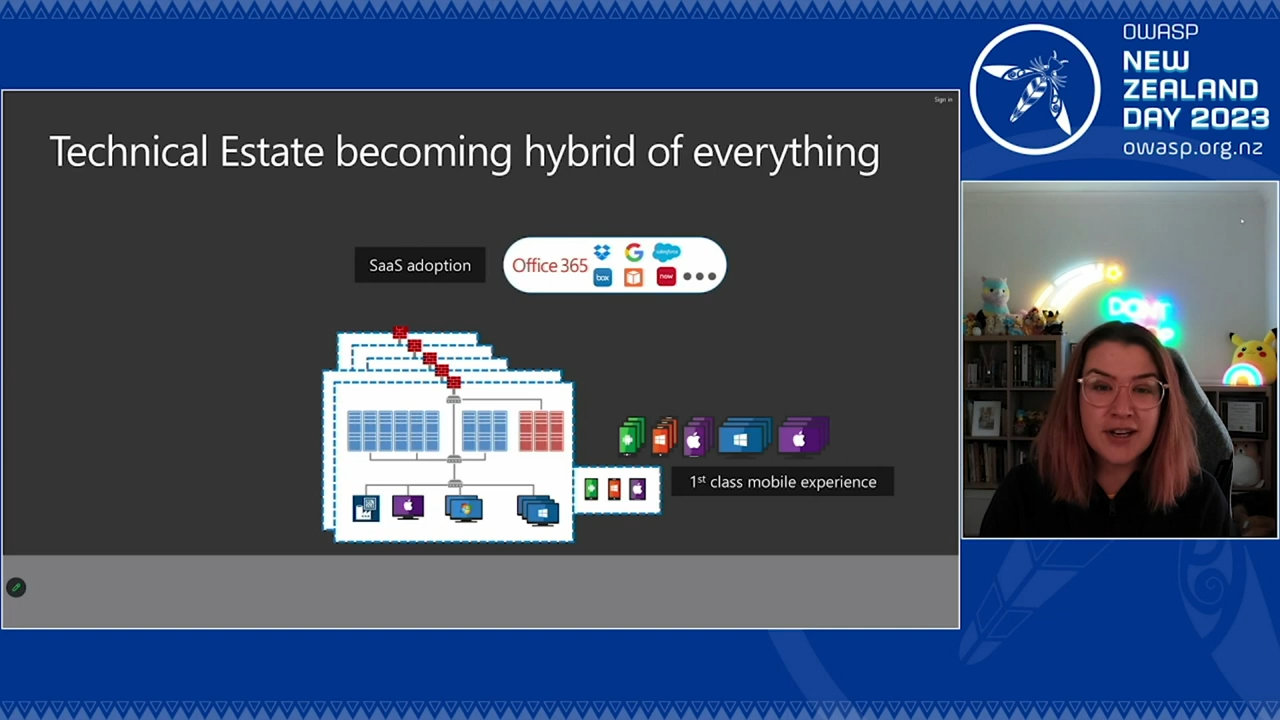 OWASP
NEW
ZEALAND
DAY 2023
owasp.org.nz
Sign in
Technical Estate becoming hybrid of everything
SaaS adoption
Office 365
salesforce
box
now
1st class mobile experience
DON'T